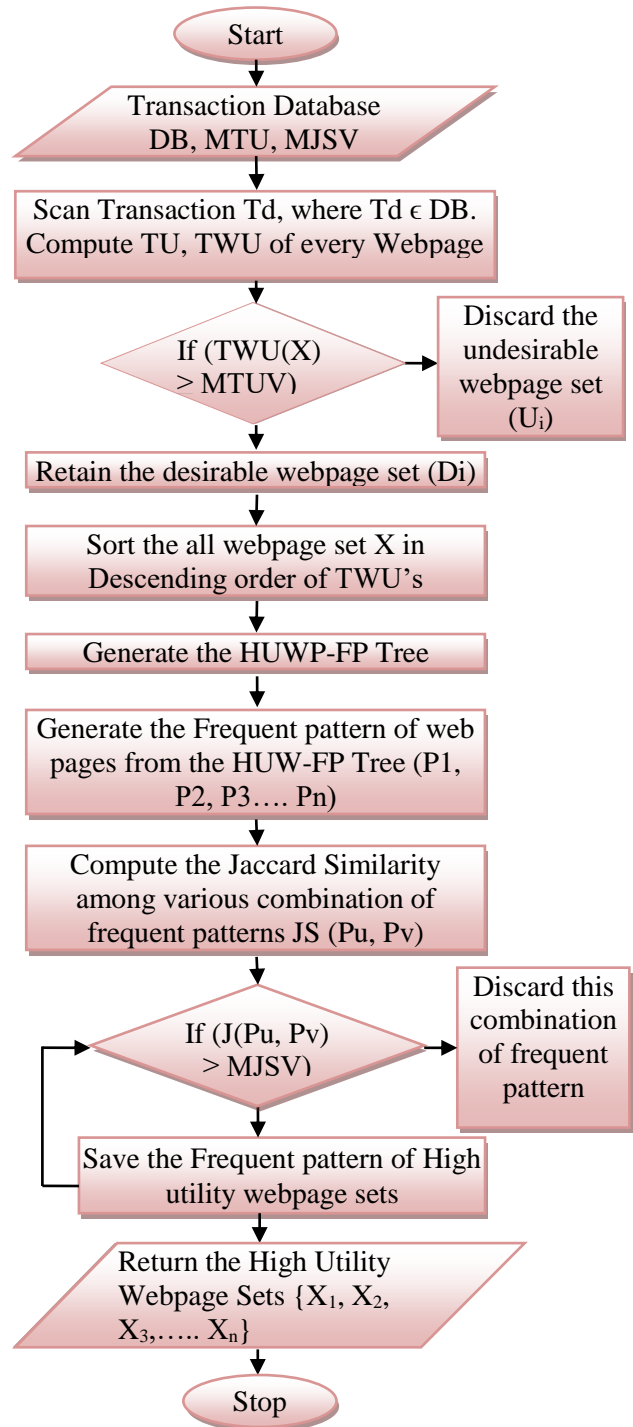 Start
Transaction Database
DB, MTU, MJSV
Scan Transaction Td, where Td ϵ DB.
Compute TU, TWU of every Webpage
If (TWU(X)
> MTUV)
Discard the
undesirable
webpage set
(Uᵢ)
Retain the desirable webpage set (Di)
Sort the all webpage set X in
Descending order of TWU’s
Generate the HUWP-FP Tree
Generate the Frequent pattern of web
pages from the HUW-FP Tree (P1,
P2, P3…. Pn)
Compute the Jaccard Similarity
among various combination of
frequent patterns JS (Pu, Pv)
If (J(Pu, Pv)
> MJSV)
Discard this
combination
of frequent
pattern
Save the Frequent pattern of High
utility webpage sets
Return the High Utility
Webpage Sets {X₁, X₂,
X₃,….. Xₙ}
Stop